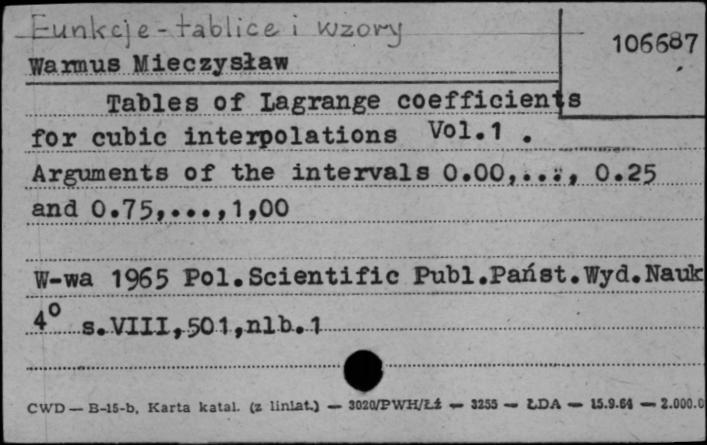 Funkcje - tablice i wzory
106687
Warmus Mieczysław
Tables of Lagrange coefficients
for cubic interpolations Vol.1 .
Arguments of the intervals 0.00,..., 0.25
and 0.75,...,1,00
W-wa 1965 Pol.Scientific Publ.Państ.Wyd.Nauk
4° s.VIII,501,nlb.1
CWD — B-15-b, Karta katal. (z liniat.) — 3020/PWH/Łź — 3255 — ŁDA — 15.9.64 — 2.000.0